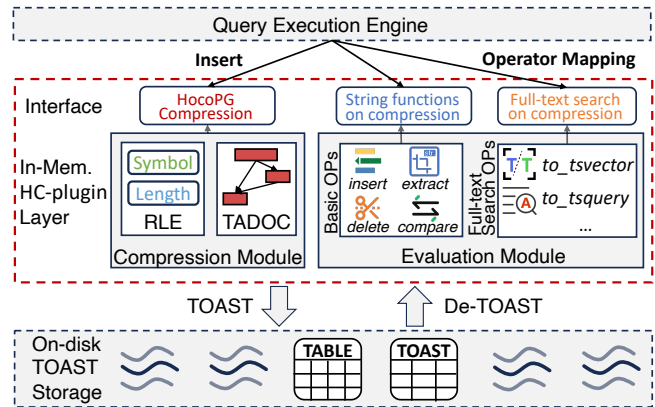 Query Execution Engine
Insert
Operator Mapping
Interface
HocoPG
Compression
String functions
on compression
Full-text search
on compression
In-Mem.
HC-plugin
Layer
Symbol
Length
RLE
TADOC
Compression Module
Basic OPs
str
insert
extract
delete
compare
Full-text
Search OPs
T/T
to_tsvector
A
to_tsquery
...
Evaluation Module
TOAST
De-TOAST
On-disk
TOAST
Storage
TABLE
TOAST